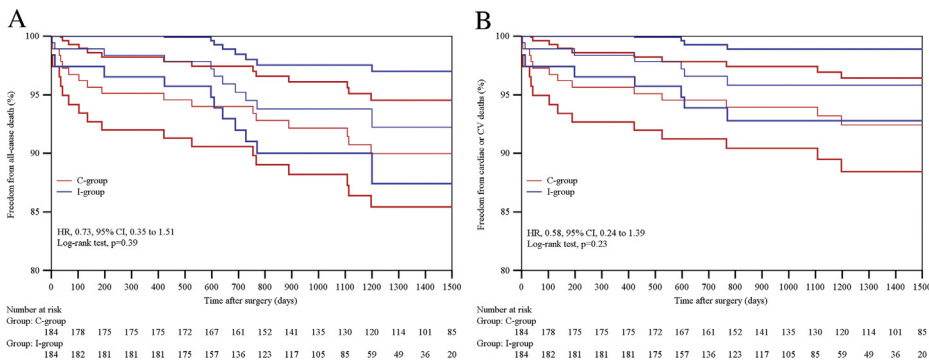 A
B
Freedom from all-cause death (%)
100
95
90
85
80
C-group
I-group
HR, 0.73, 95% CI, 0.35 to 1.51
Log-rank test, p=0.39
0 100 200 300 400 500 600 700 800 900 1000 1100 1200 1300 1400 1500
Time after surgery (days)
Number at risk
Group: C-group
184 178 175 175 175 172 167 161 152 141 135 130 120 114 101 85
Group: I-group
184 182 181 181 181 175 157 136 123 117 105 85 59 49 36 20
Freedom from cardiac or CV deaths (%)
100
95
90
85
80
C-group
I-group
HR, 0.58, 95% CI, 0.24 to 1.39
Log-rank test, p=0.23
0 100 200 300 400 500 600 700 800 900 1000 1100 1200 1300 1400 1500
Time after surgery (days)
Number at risk
Group: C-group
184 178 175 175 175 172 167 161 152 141 135 130 120 114 101 85
Group: I-group
184 182 181 181 181 175 157 136 123 117 105 85 59 49 36 20